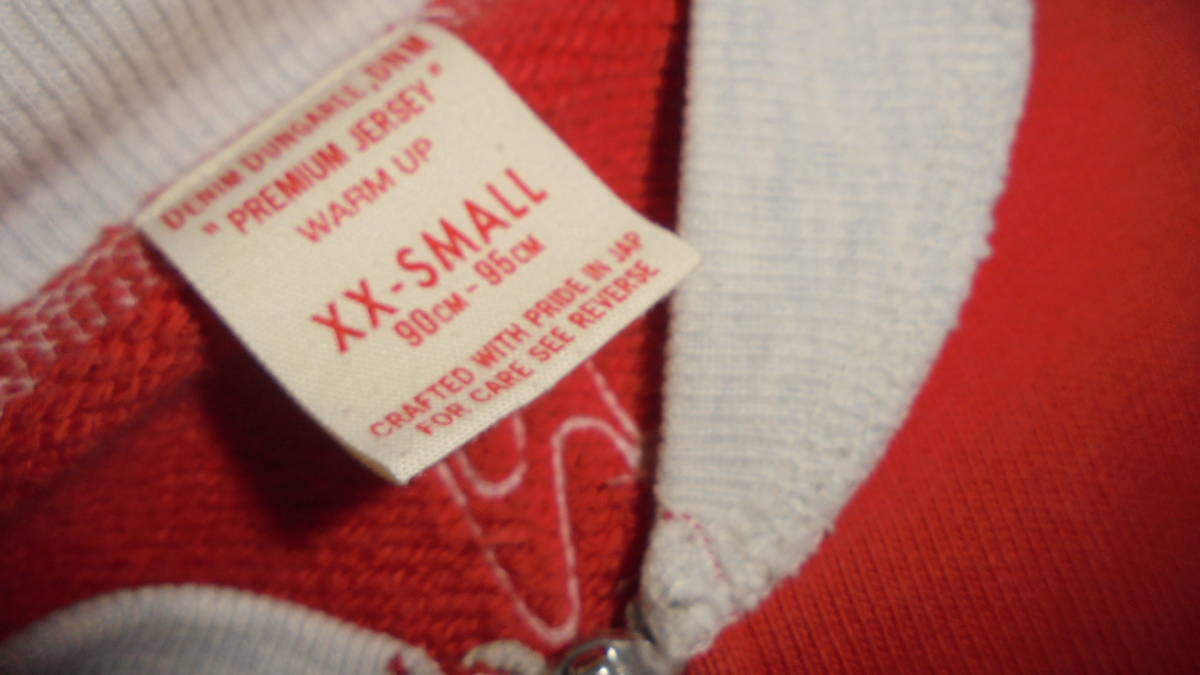 DENIM DUNGAREE, DNM
"PREMIUM JERSEY"
WARM UP
XX-SMALL
90CM - 95CM
CRAFTED WITH PRIDE IN JAP
FOR CARE SEE REVERSE